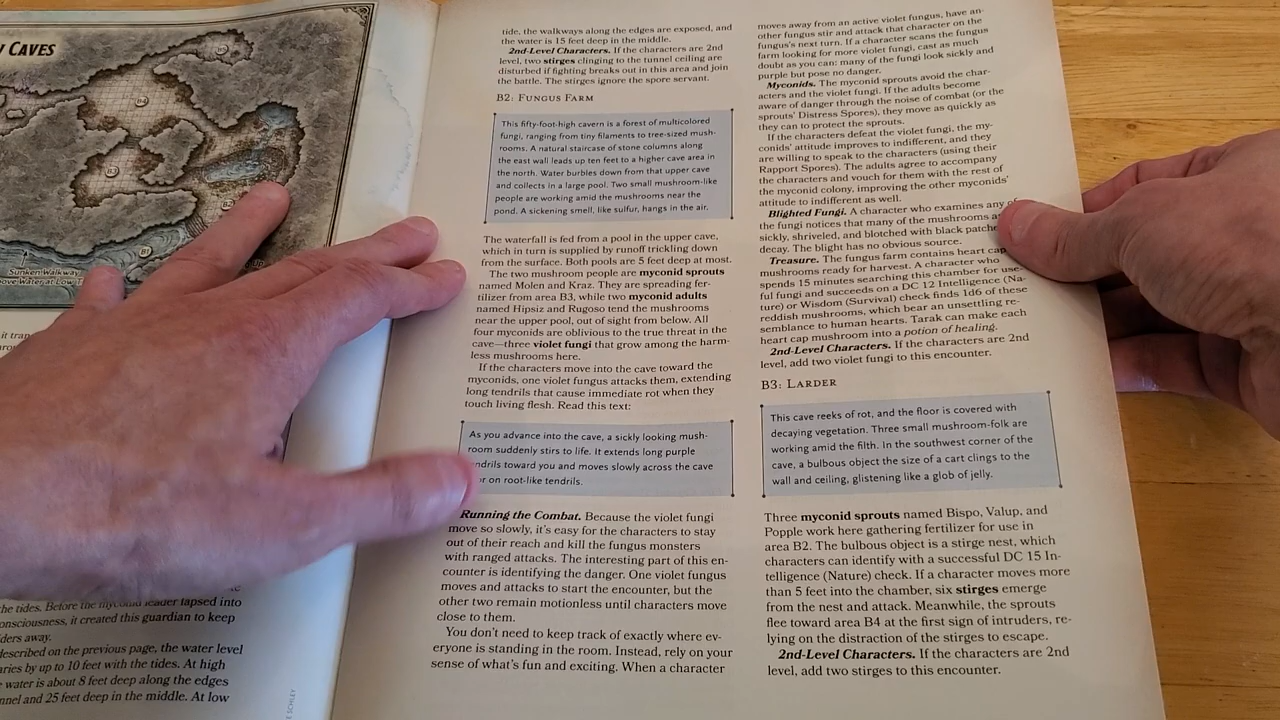 CAVES
B4
B3
B2
B1
Sunken Walkway
Above Water at Low
it
the tides. Before the myconid leader lapsed into
onsciousness, it created this guardian to keep
ders away.
described on the previous page, the water level
aries by up to 10 feet with the tides. At high
water is about 8 feet deep along the edges
nnel and 25 feet deep in the middle. At low
SCHLEY
tide, the walkways along the edges are exposed, and
the water is 15 feet deep in the middle.
2nd-Level Characters. If the characters are 2nd
level, two stirges clinging to the tunnel ceiling are
disturbed if fighting breaks out in this area and join
the battle. The stirges ignore the spore servant.
B2: Fungus Farm
This fifty-foot-high cavern is a forest of multicolored
fungi, ranging from tiny filaments to tree-sized mush-
rooms. A natural staircase of stone columns along
the east wall leads up ten feet to a higher cave area in
the north. Water burbles down from that upper cave
and collects in a large pool. Two small mushroom-like
people are working amid the mushrooms near the
pond. A sickening smell, like sulfur, hangs in the air.
The waterfall is fed from a pool in the upper cave,
which in turn is supplied by runoff trickling down
from the surface. Both pools are 5 feet deep at most.
The two mushroom people are myconid sprouts
named Molen and Kraz. They are spreading fer-
tilizer from area B3, while two myconid adults
named Hipsiz and Rugoso tend the mushrooms
near the upper pool, out of sight from below. All
four myconids are oblivious to the true threat in the
cave—three violet fungi that grow among the harm-
less mushrooms here.
If the characters move into the cave toward the
myconids, one violet fungus attacks them, extending
long tendrils that cause immediate rot when they
touch living flesh. Read this text:
As you advance into the cave, a sickly looking mush-
room suddenly stirs to life. It extends long purple
ndrils toward you and moves slowly across the cave
or on root-like tendrils.
Running the Combat. Because the violet fungi
move so slowly, it's easy for the characters to stay
out of their reach and kill the fungus monsters
with ranged attacks. The interesting part of this en-
counter is identifying the danger. One violet fungus
moves and attacks to start the encounter, but the
other two remain motionless until characters move
close to them.
You don't need to keep track of exactly where ev-
eryone is standing in the room. Instead, rely on your
sense of what's fun and exciting. When a character
moves away from an active violet fungus, have an-
other fungus stir and attack that character on the
fungus's next turn. If a character scans the fungus
farm looking for more violet fungi, cast as much
doubt as you can: many of the fungi look sickly and
purple but pose no danger.
Myconids. The myconid sprouts avoid the char-
acters and the violet fungi. If the adults become
aware of danger through the noise of combat (or the
sprouts' Distress Spores), they move as quickly as
they can to protect the sprouts.
If the characters defeat the violet fungi, the my-
conids' attitude improves to indifferent, and they
are willing to speak to the characters (using their
Rapport Spores). The adults agree to accompany
the characters and vouch for them with the rest of
the myconid colony, improving the other myconids'
attitude to indifferent as well.
Blighted Fungi. A character who examines any of
the fungi notices that many of the mushrooms a
sickly, shriveled, and blotched with black patche
decay. The blight has no obvious source.
Treasure. The fungus farm contains heart cap
mushrooms ready for harvest. A character who
spends 15 minutes searching this chamber for use-
ful fungi and succeeds on a DC 12 Intelligence (Na-
ture) or Wisdom (Survival) check finds 1d6 of these
reddish mushrooms, which bear an unsettling re-
semblance to human hearts. Tarak can make each
heart cap mushroom into a potion of healing.
2nd-Level Characters. If the characters are 2nd
level, add two violet fungi to this encounter.
B3: Larder
This cave reeks of rot, and the floor is covered with
decaying vegetation. Three small mushroom-folk are
working amid the filth. In the southwest corner of the
cave, a bulbous object the size of a cart clings to the
wall and ceiling, glistening like a glob of jelly.
Three myconid sprouts named Bispo, Valup, and
Popple work here gathering fertilizer for use in
area B2. The bulbous object is a stirge nest, which
characters can identify with a successful DC 15 In-
telligence (Nature) check. If a character moves more
than 5 feet into the chamber, six stirges emerge
from the nest and attack. Meanwhile, the sprouts
flee toward area B4 at the first sign of intruders, re-
lying on the distraction of the stirges to escape.
2nd-Level Characters. If the characters are 2nd
level, add two stirges to this encounter.